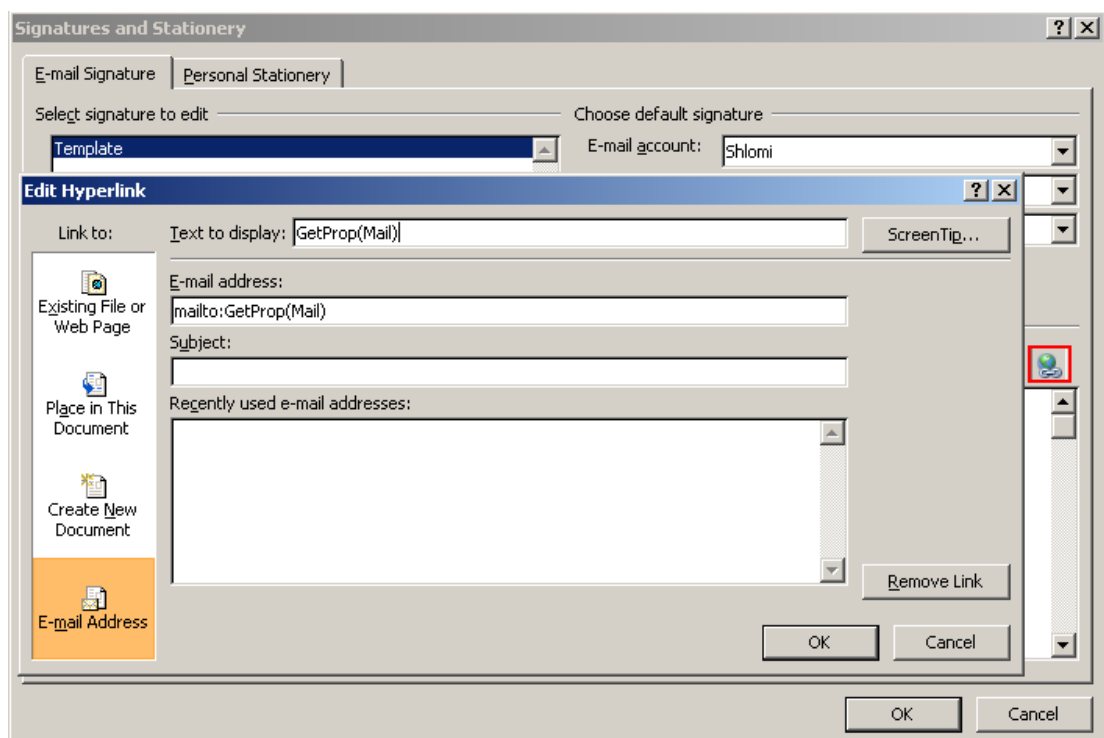 Signatures and Stationery
E-mail Signature
Personal Stationery
Select signature to edit
Choose default signature
Template
E-mail account:
Shlomi
Edit Hyperlink
Link to:
Text to display:
GetProp(Mail)
ScreenTip...
Existing File or
Web Page
E-mail address:
mailto:GetProp(Mail)
Subject:
Place in This
Document
Recently used e-mail addresses:
Create New
Document
E-mail Address
Remove Link
OK
Cancel
OK
Cancel